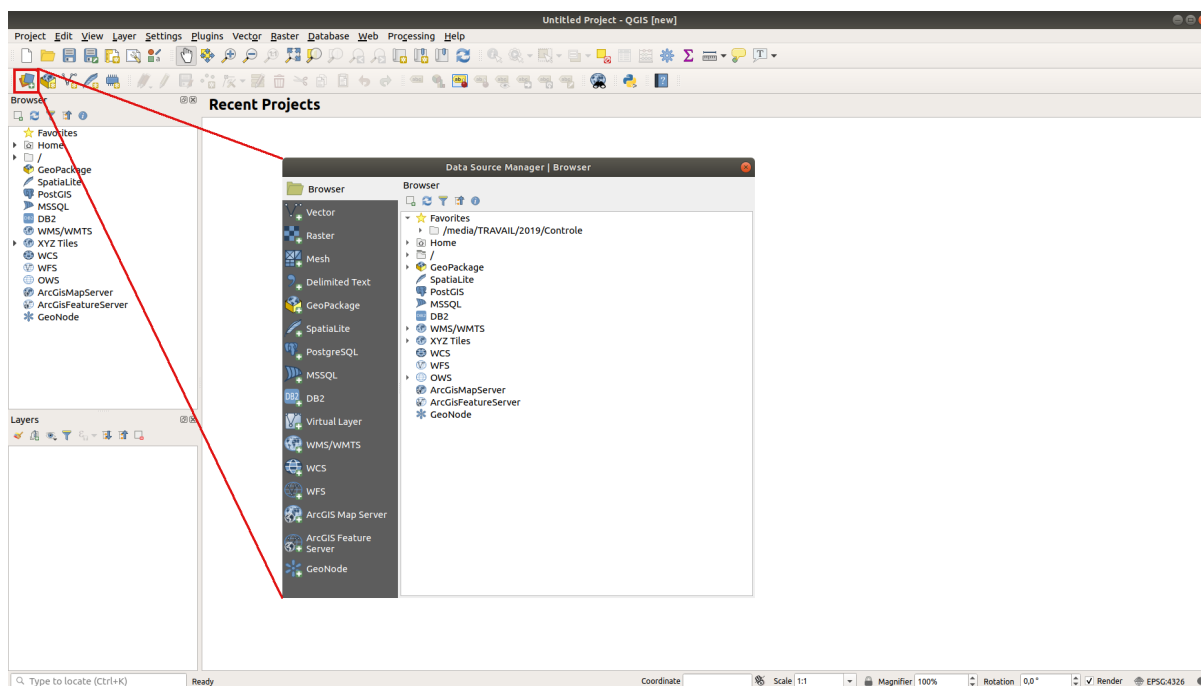 Untitled Project - QGIS [new]
Project Edit View Layer Settings Plugins Vector Raster Database Web Processing Help
Browser
Recent Projects
Favorites
Home
/
GeoPackage
SpatiaLite
PostGIS
MSSQL
DB2
WMS/WMTS
XYZ Tiles
WCS
WFS
OWS
ArcGisMapServer
ArcGisFeatureServer
GeoNode
Layers
Data Source Manager | Browser
Browser
Vector
Raster
Mesh
Delimited Text
GeoPackage
SpatiaLite
PostgreSQL
MSSQL
DB2
Virtual Layer
WMS/WMTS
WCS
WFS
ArcGIS Map Server
ArcGIS Feature
Server
GeoNode
Browser
Favorites
/media/TRAVAIL/2019/Controle
Home
/
GeoPackage
SpatiaLite
PostGIS
MSSQL
DB2
WMS/WMTS
XYZ Tiles
WCS
WFS
OWS
ArcGisMapServer
ArcGisFeatureServer
GeoNode
Type to locate (Ctrl+K) Ready Coordinate Scale 1:1 Magnifier 100% Rotation 0,0 ° Render EPSG:4326